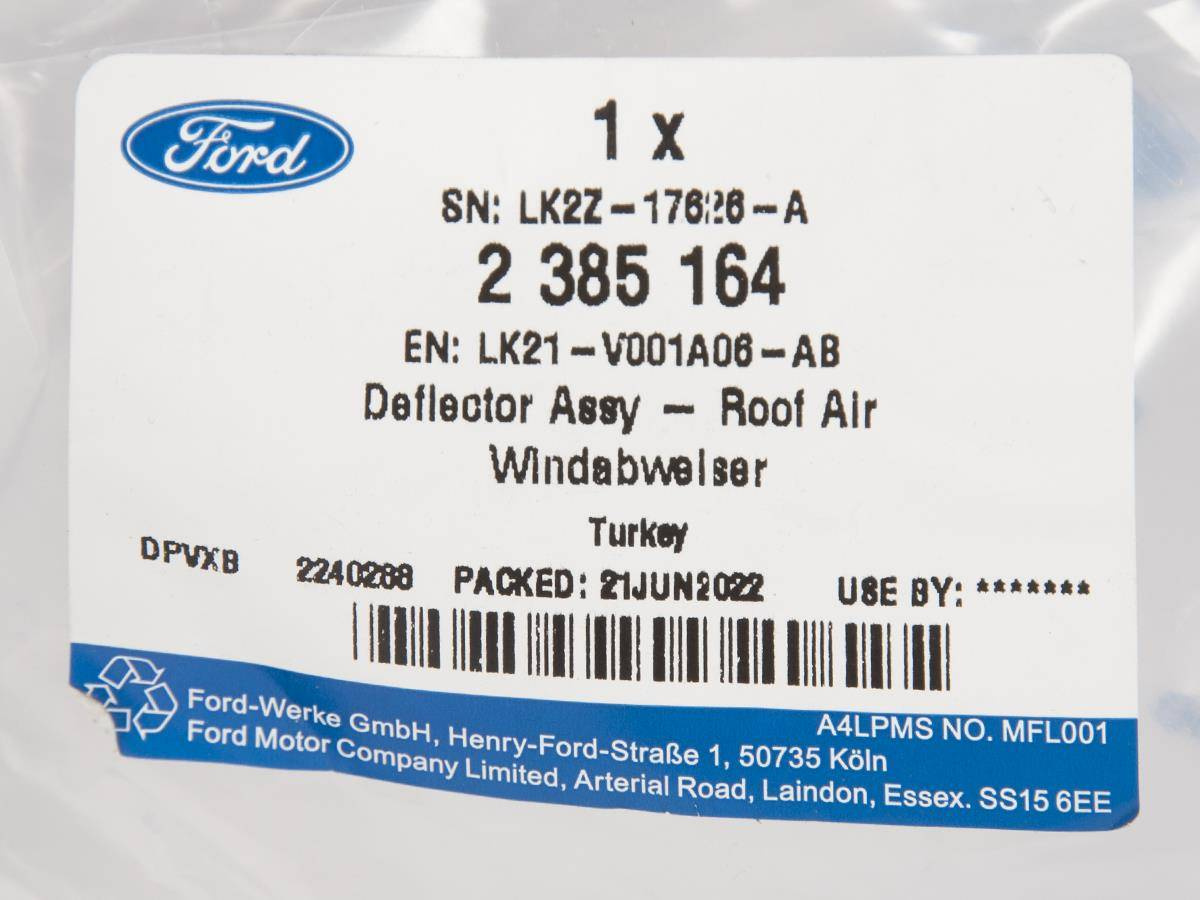 Ford
1 x
SN: LK2Z-17626-A
2 385 164
EN: LK21-V001A06-AB
Deflector Assy - Roof Air
Windabweiser
Turkey
DPVXB 2240288 PACKED: 21JUN2022 USE BY: *******
A4LPMS NO. MFL001
Ford-Werke GmbH, Henry-Ford-Straße 1, 50735 Köln
Ford Motor Company Limited, Arterial Road, Laindon, Essex. SS15 6EE